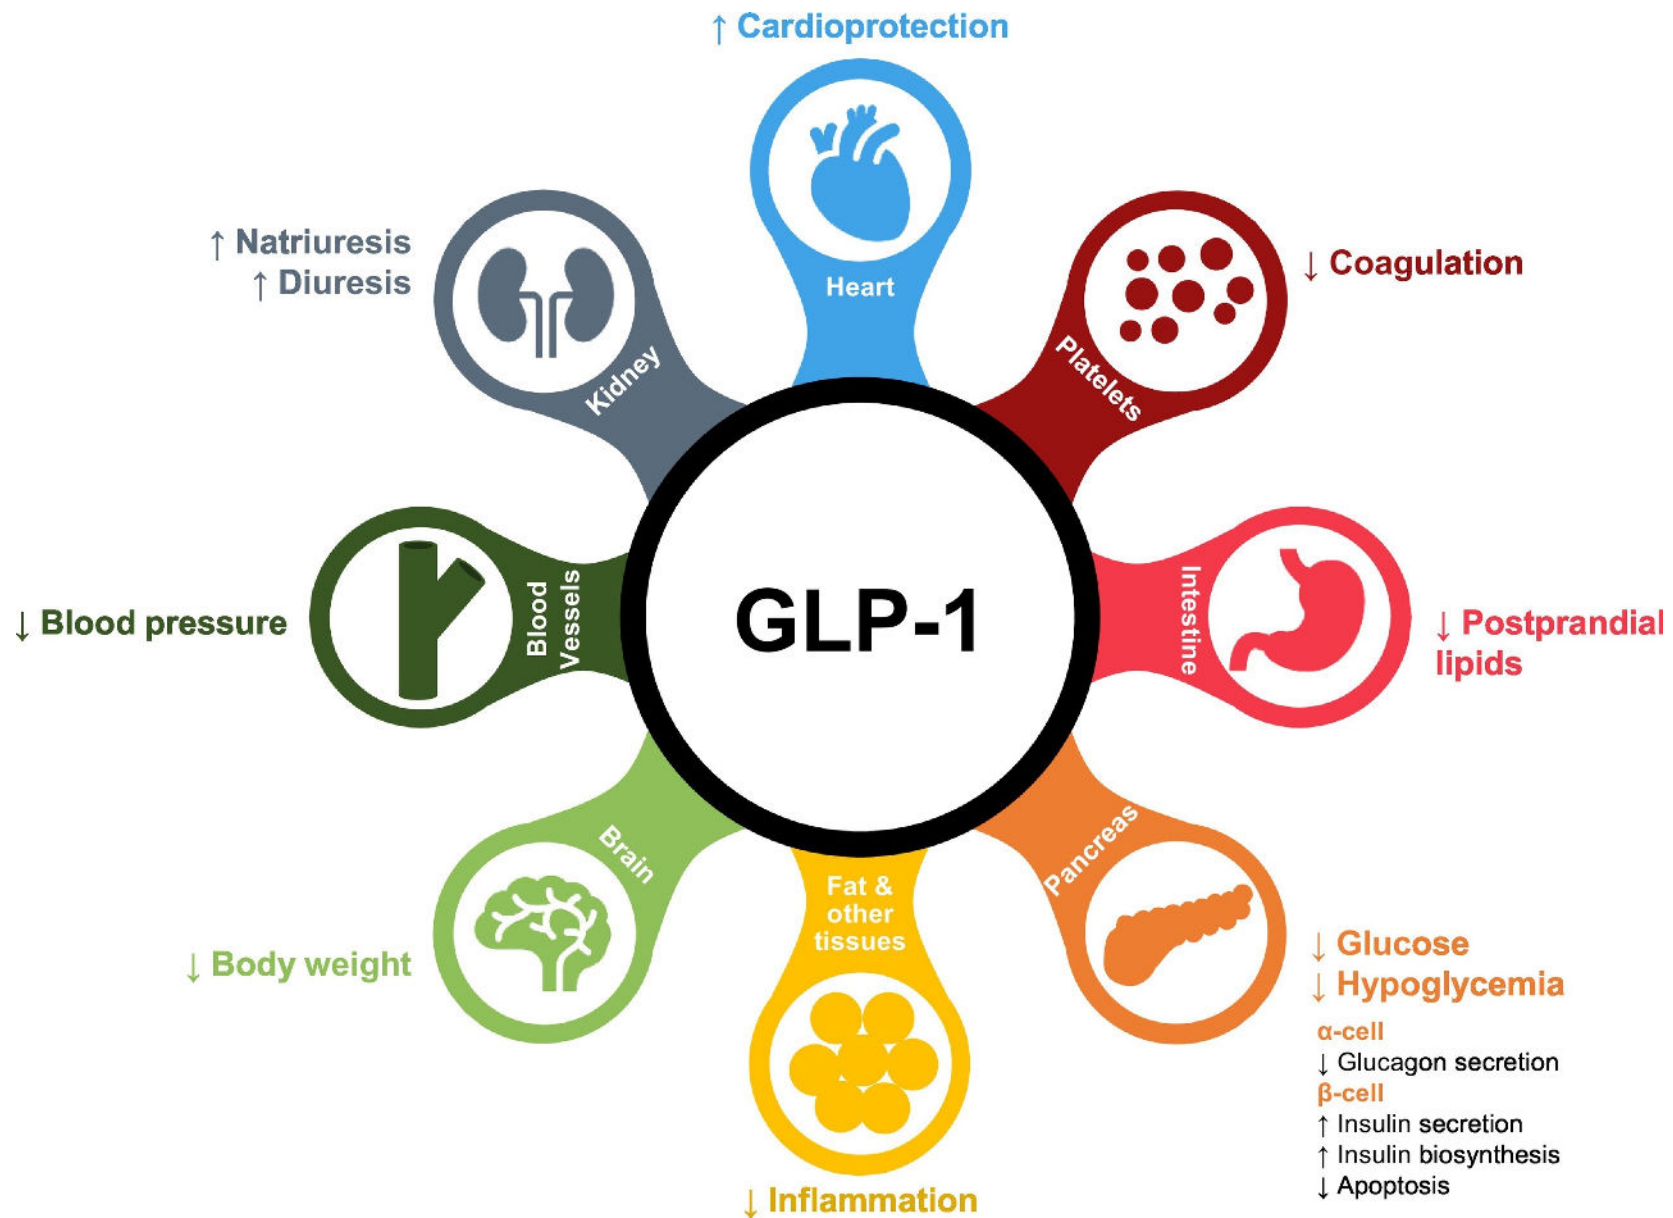 ↑ Cardioprotection
Heart
↑ Natriuresis
↑ Diuresis
Kidney
↓ Coagulation
Platelets
↓ Blood pressure
Blood
Vessels
GLP-1
Intestine
↓ Postprandial
lipids
Brain
↓ Body weight
Fat &
other
tissues
↓ Inflammation
Pancreas
↓ Glucose
↓ Hypoglycemia
α-cell
↓ Glucagon secretion
β-cell
↑ Insulin secretion
↑ Insulin biosynthesis
↓ Apoptosis